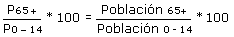 P65+ / P0-14 *100 = Población 65+ / Población 0-14 *100